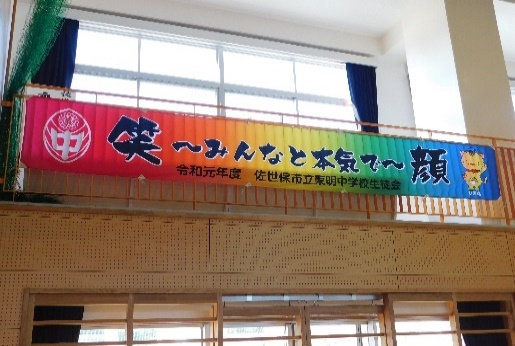 中
笑 〜みんなと本気で〜 顔
令和元年度 佐世保市立東明中学校生徒会